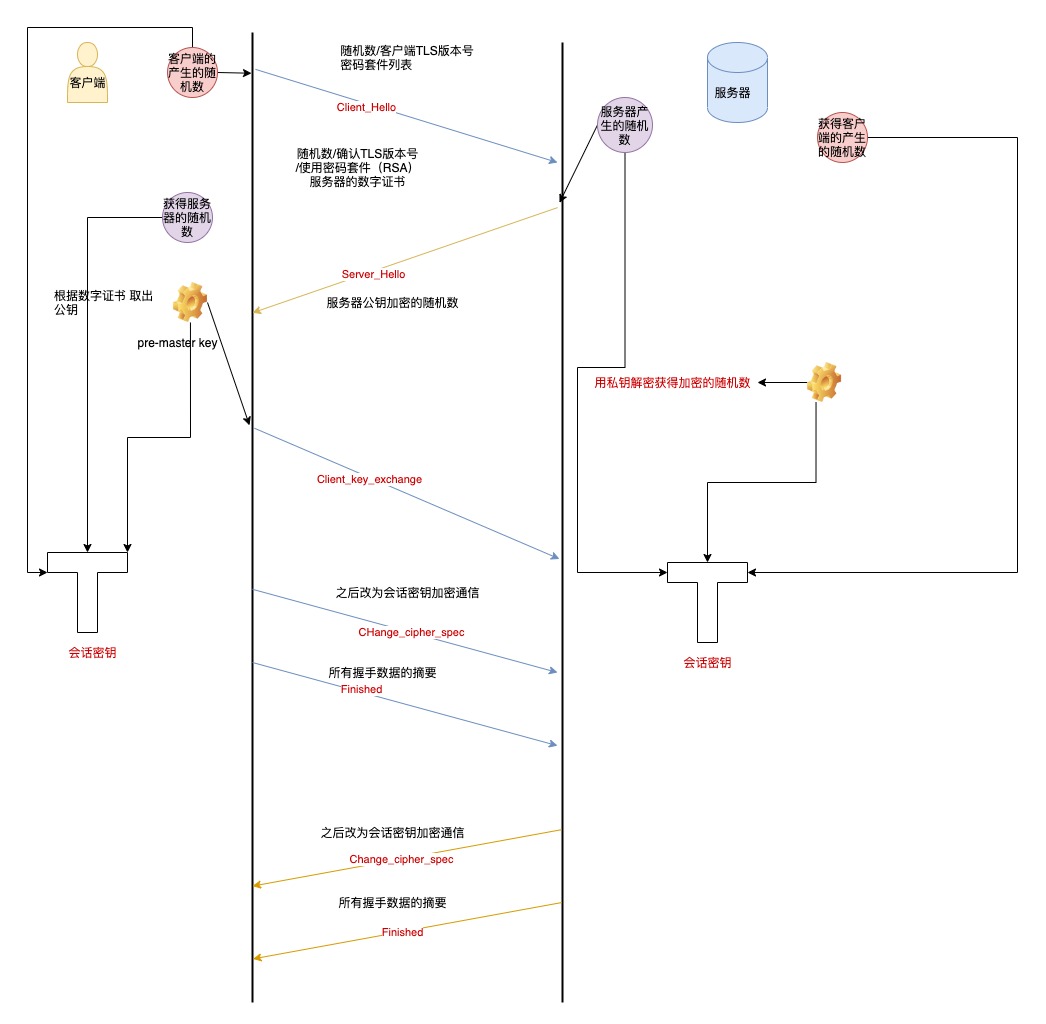 随机数/客户端TLS版本号
密码套件列表
客户端的
产生的随
机数
客户端
服务器
Client_Hello
服务器产
生的随机
数
获得客户
端的产生
的随机数
随机数/确认TLS版本号
/使用密码套件（RSA）
服务器的数字证书
获得服务
器的随机
数
Server_Hello
根据数字证书 取出
公钥
服务器公钥加密的随机数
pre-master key
用私钥解密获得加密的随机数
Client_key_exchange
之后改为会话密钥加密通信
CHange_cipher_spec
会话密钥
会话密钥
所有握手数据的摘要
Finished
之后改为会话密钥加密通信
Change_cipher_spec
所有握手数据的摘要
Finished